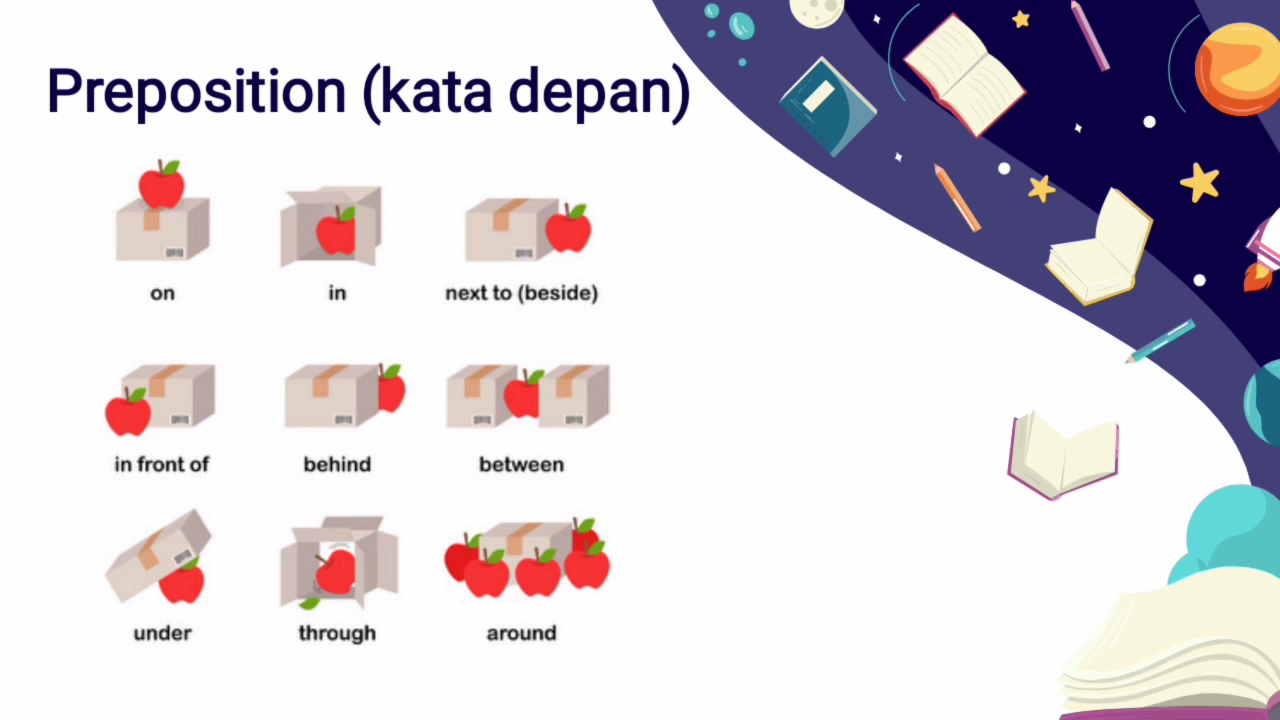 Preposition (kata depan)
on
in
next to (beside)
in front of
behind
between
under
through
around